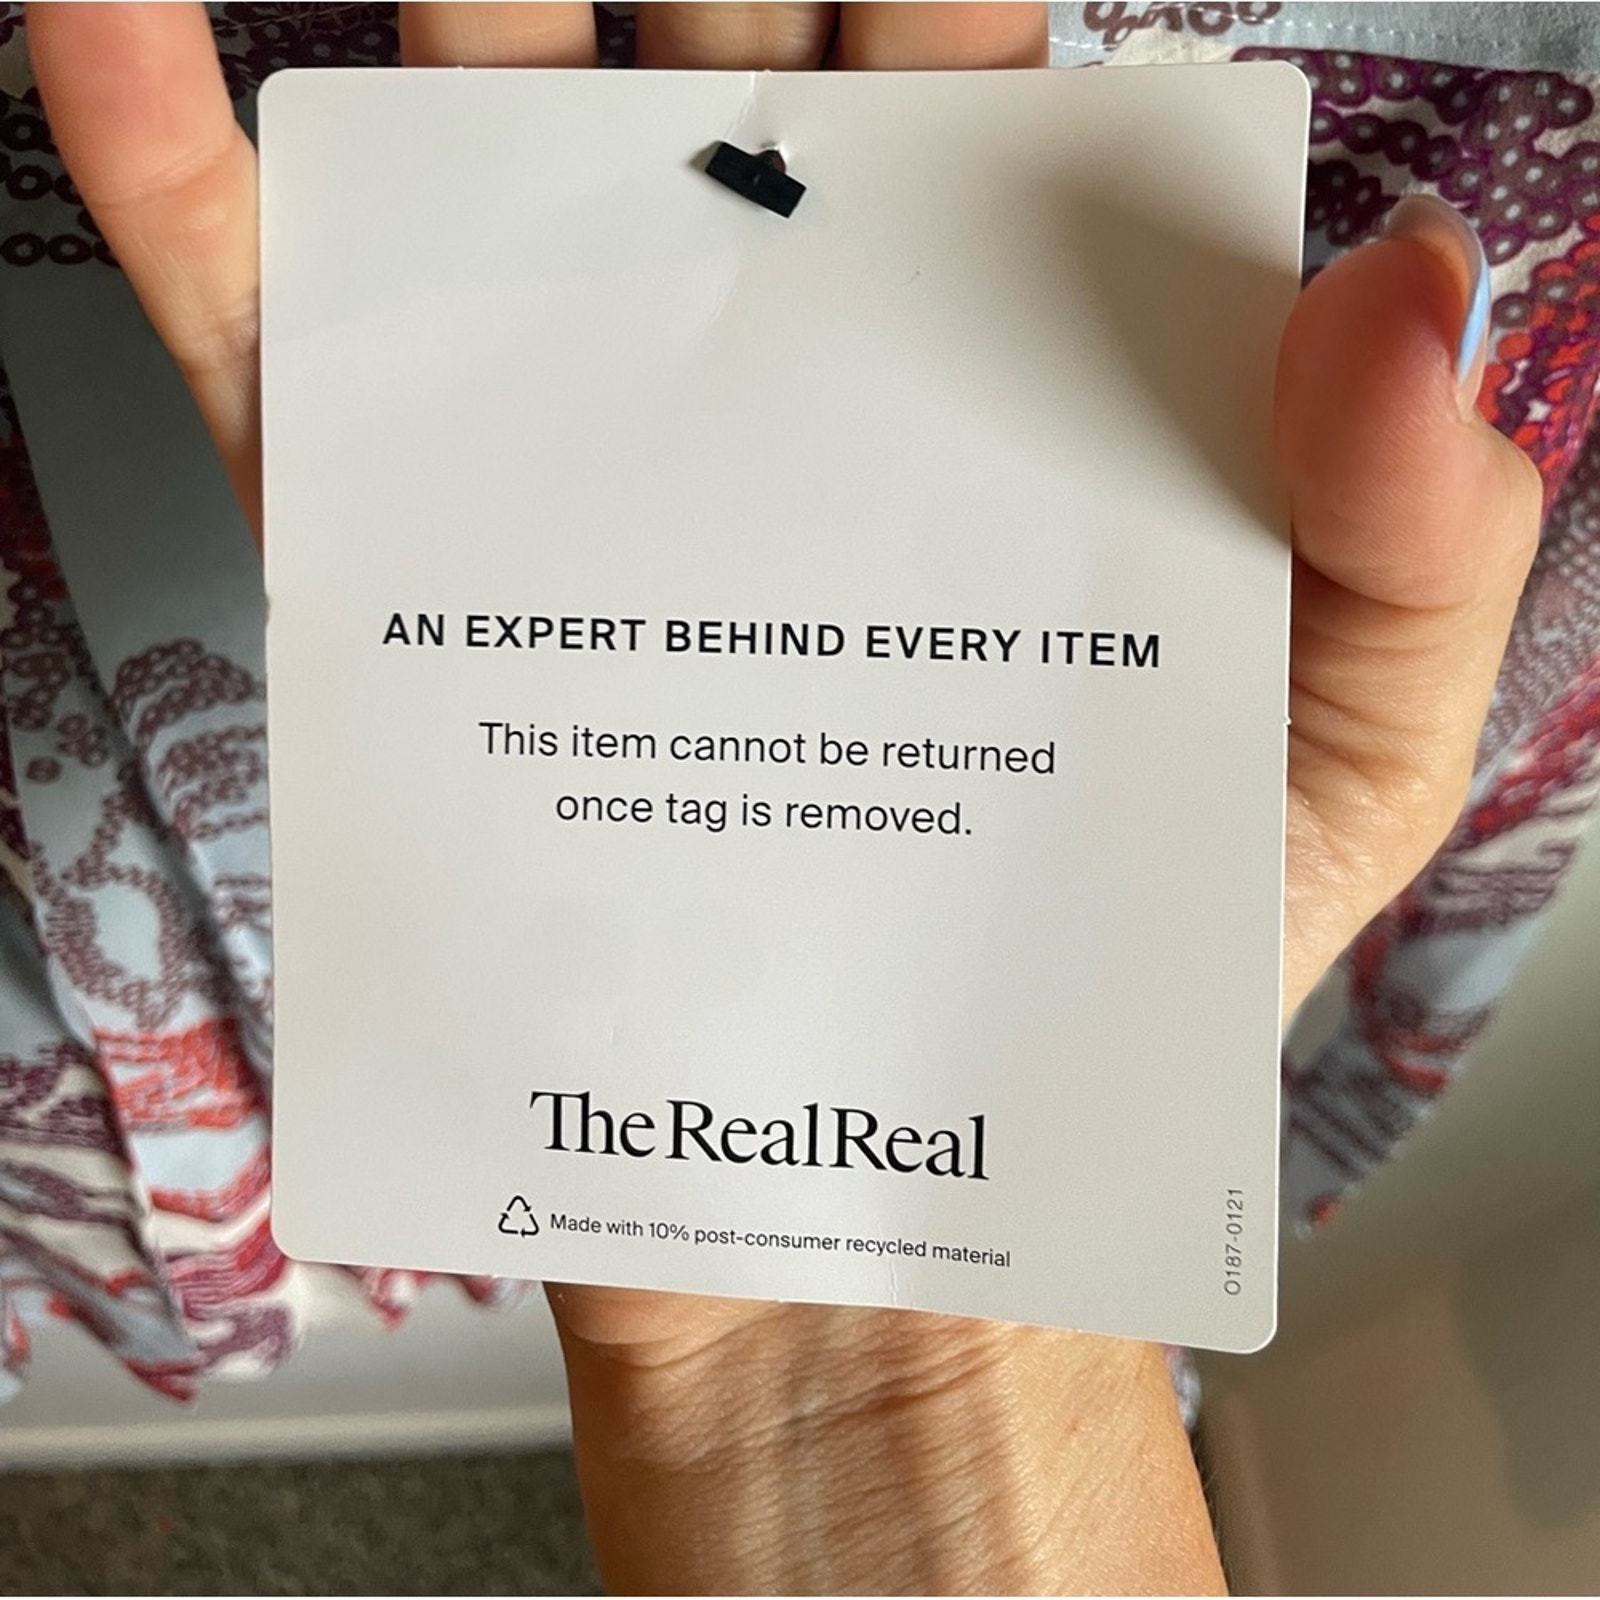 AN EXPERT BEHIND EVERY ITEM
This item cannot be returned
once tag is removed.
The RealReal
Made with 10% post-consumer recycled material
0187-0121